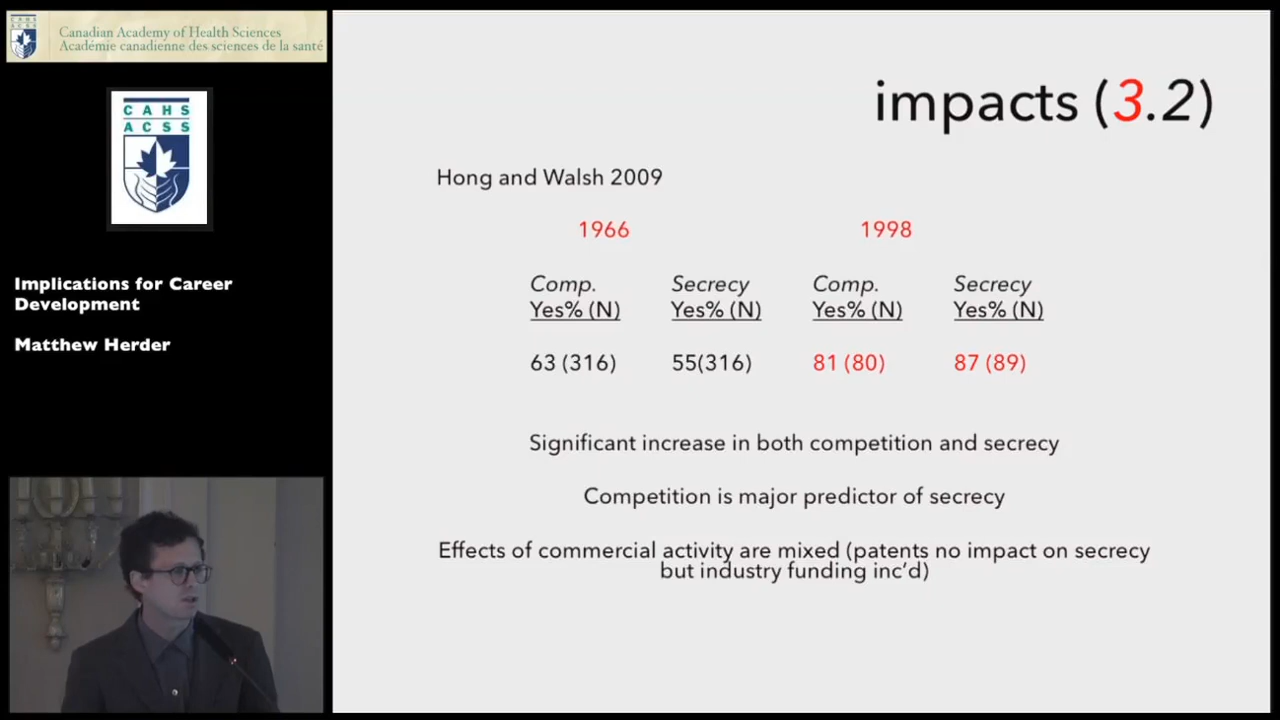 Canadian Academy of Health Sciences
Académie canadienne des sciences de la santé
CAHS
ACSS
Implications for Career
Development
Matthew Herder
impacts (3.2)
Hong and Walsh 2009
1966 1998
Comp. Secrecy Comp. Secrecy
Yes% (N) Yes% (N) Yes% (N) Yes% (N)
63 (316) 55(316) 81 (80) 87 (89)
Significant increase in both competition and secrecy
Competition is major predictor of secrecy
Effects of commercial activity are mixed (patents no impact on secrecy
but industry funding inc’d)